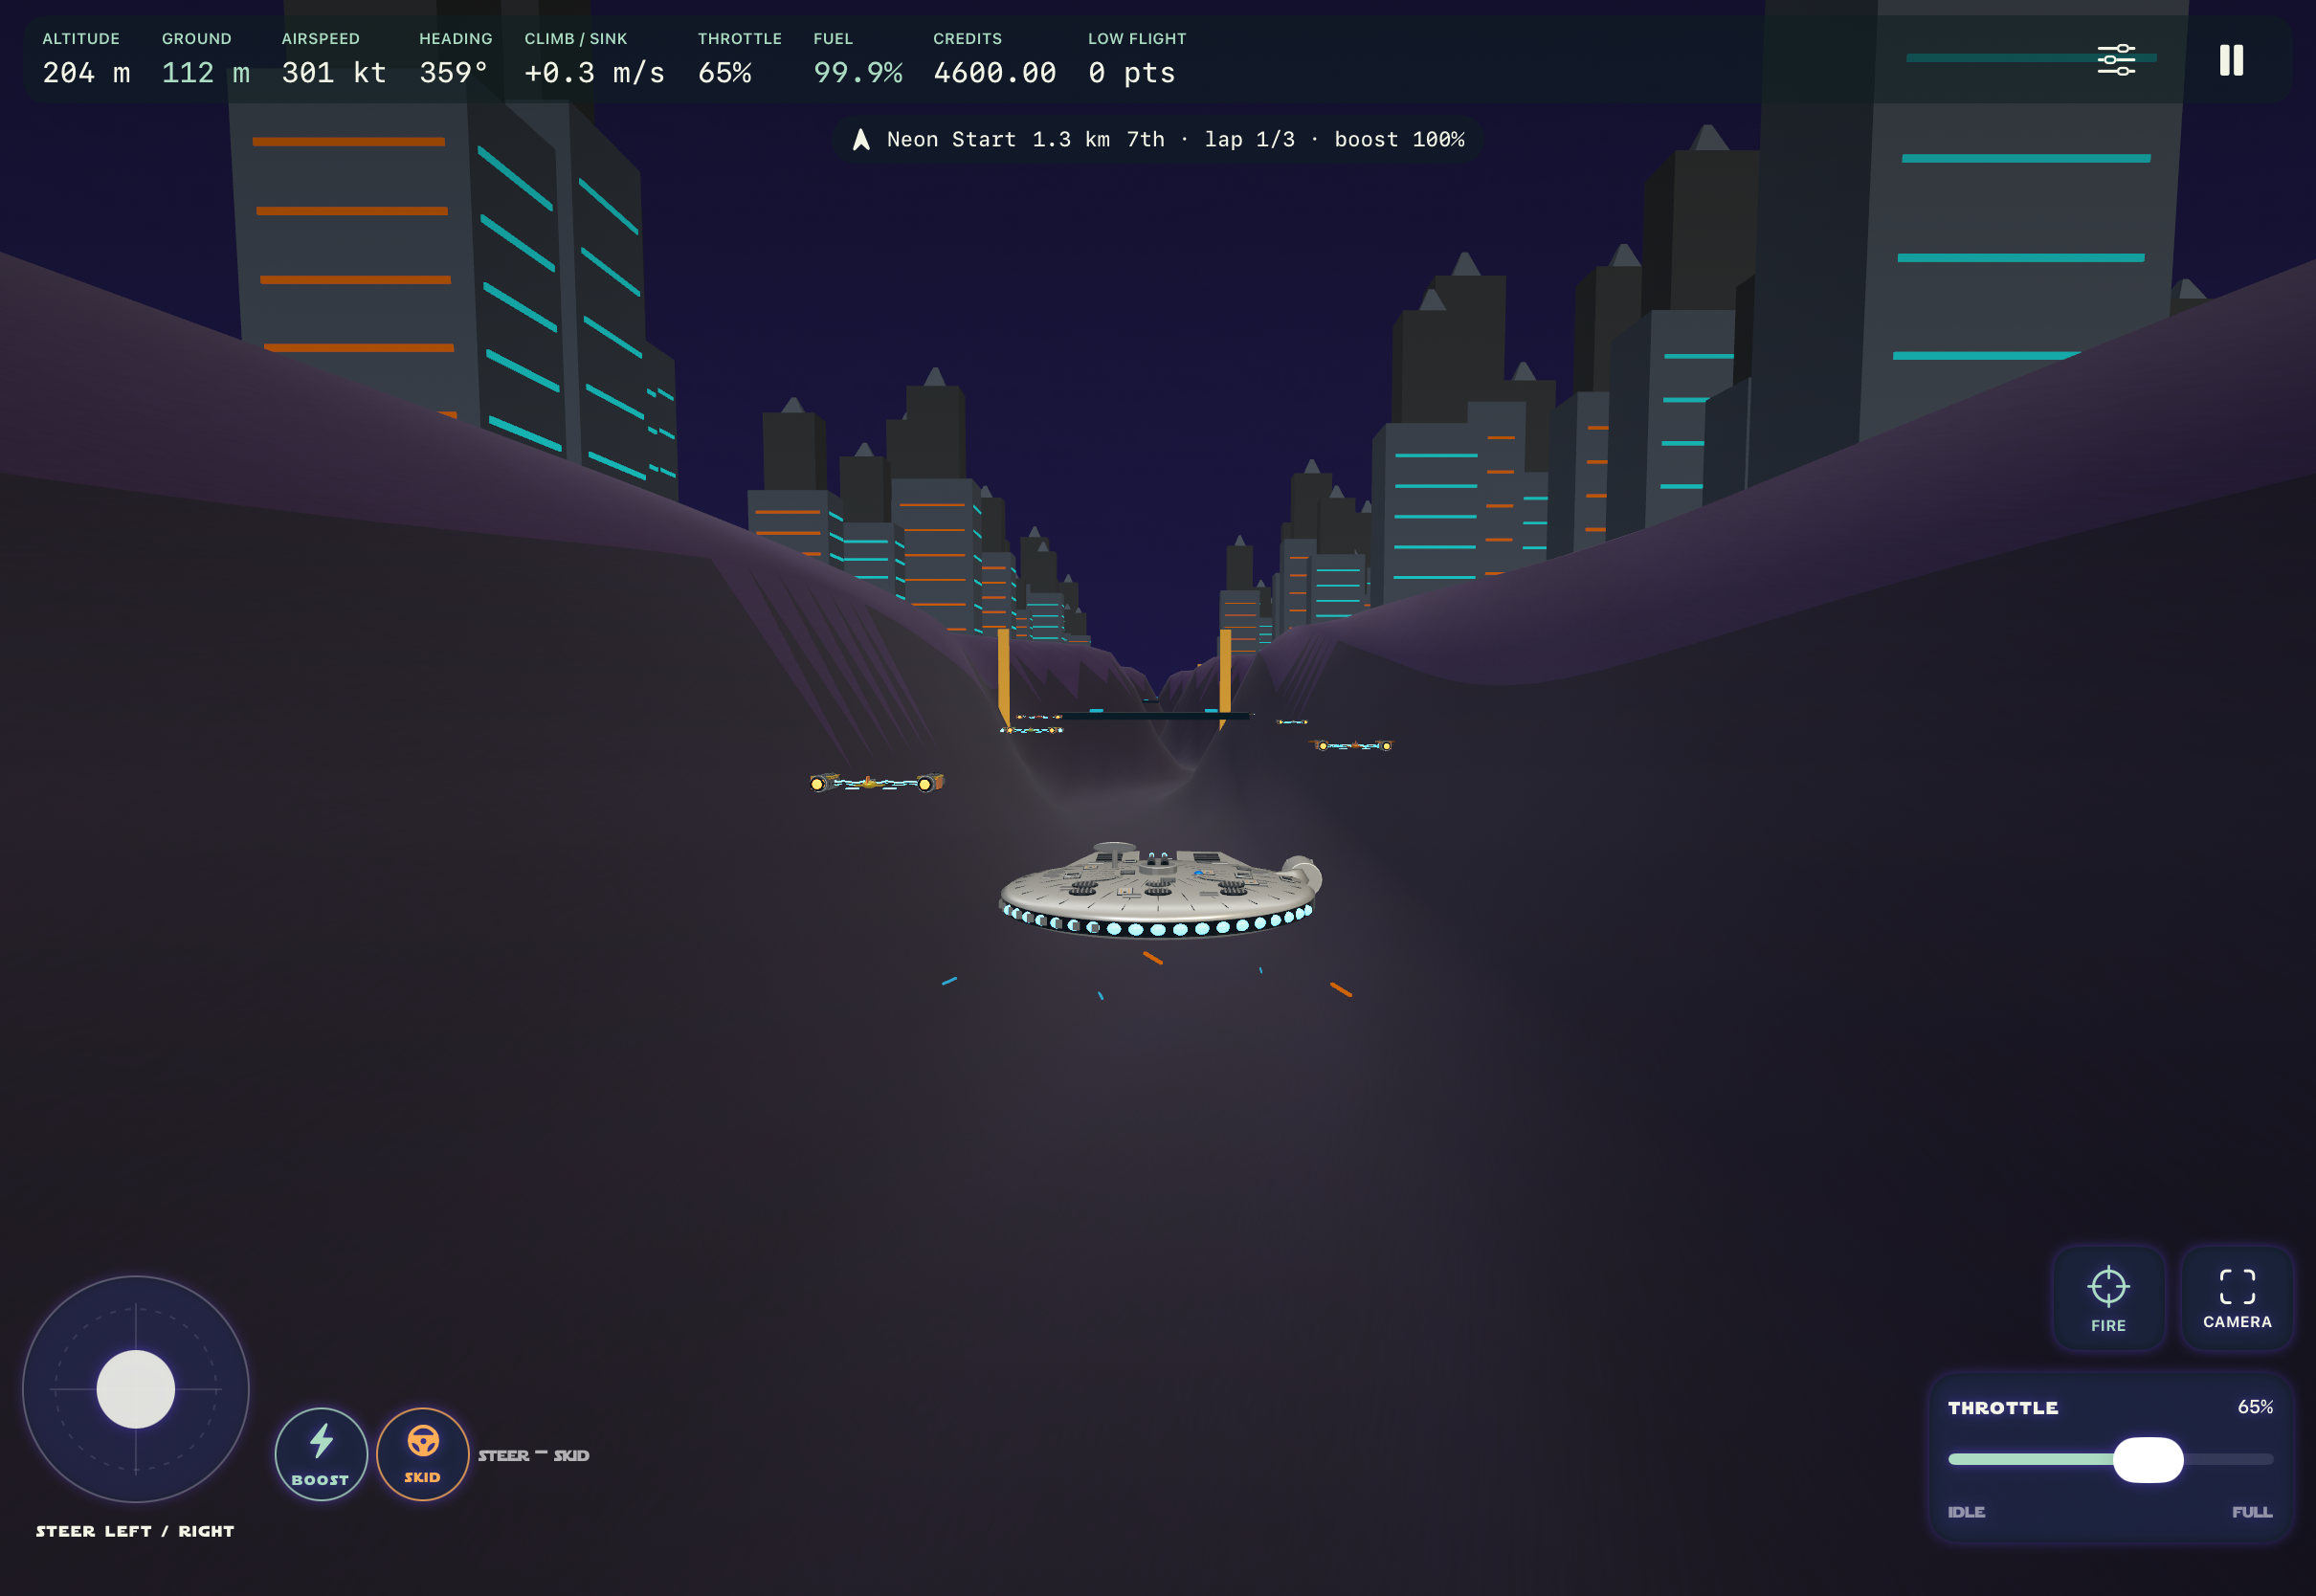 ALTITUDE GROUND AIRSPEED HEADING CLIMB / SINK THROTTLE FUEL CREDITS LOW FLIGHT
204 m 112 m 301 kt 359° +0.3 m/s 65% 99.9% 4600.00 0 pts
Neon Start 1.3 km 7th · lap 1/3 · boost 100%
FIRE
CAMERA
THROTTLE 65%
BOOST
SKID
STEER – SKID
IDLE FULL
STEER LEFT / RIGHT